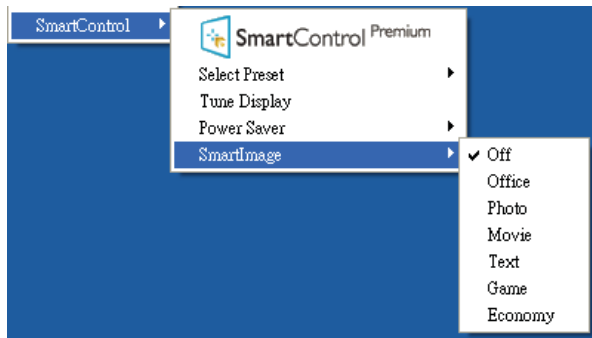 SmartControl
SmartControl Premium
Select Preset
Tune Display
Power Saver
SmartImage
Off
Office
Photo
Movie
Text
Game
Economy